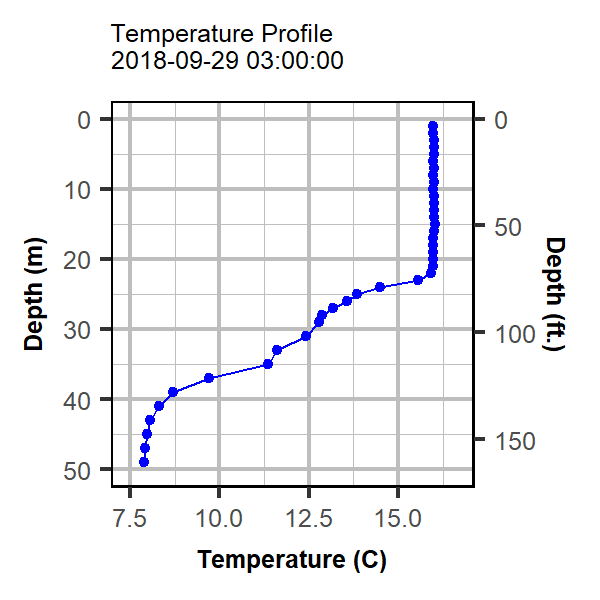 Temperature Profile
2018-09-29 03:00:00
0
10
20
30
40
50
Depth (m)
0
50
100
150
Depth (ft.)
7.5 10.0 12.5 15.0
Temperature (C)